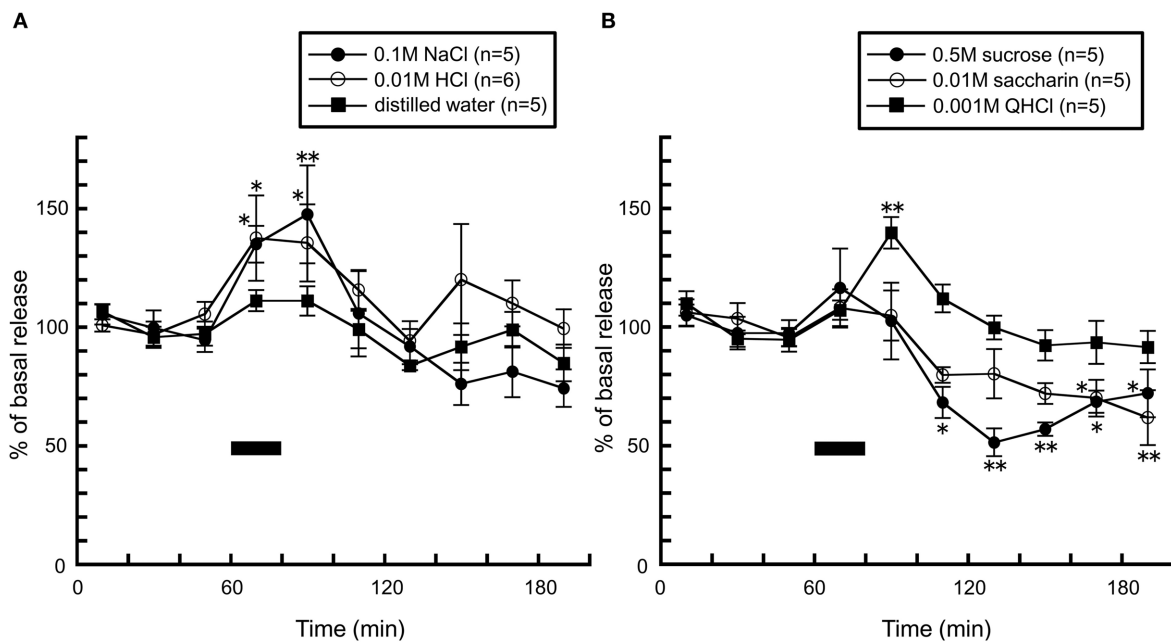 A
0.1M NaCl (n=5)
0.01M HCl (n=6)
distilled water (n=5)
% of basal release
150
100
50
0
**
*
*
*
0
60
120
180
Time (min)
B
0.5M sucrose (n=5)
0.01M saccharin (n=5)
0.001M QHCl (n=5)
% of basal release
150
100
50
0
**
*
*
*
*
**
**
**
0
60
120
180
Time (min)